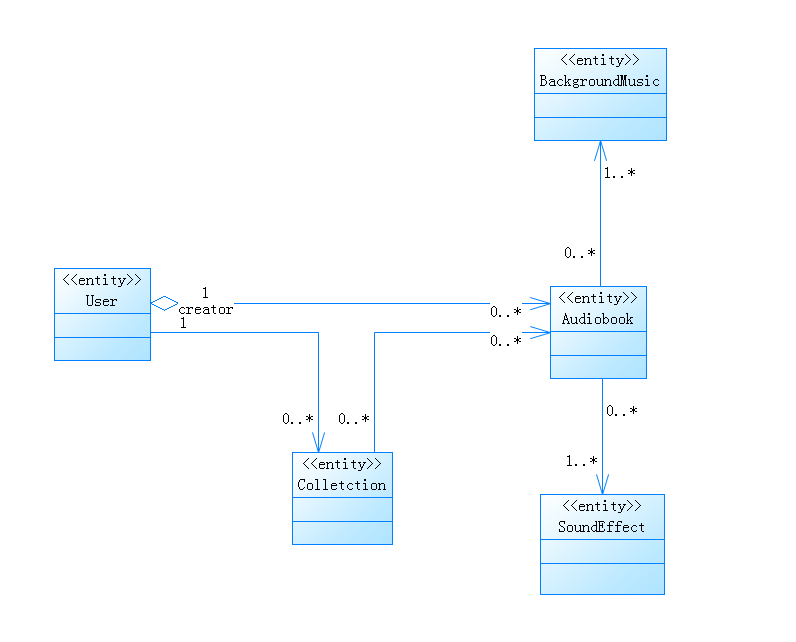 <<entity>>
BackgroundMusic
1..*
0..*
<<entity>>
User
1
creator
1
0..*
0..*
<<entity>>
Audiobook
0..*
0..*
0..*
1..*
<<entity>>
Colletction
<<entity>>
SoundEffect